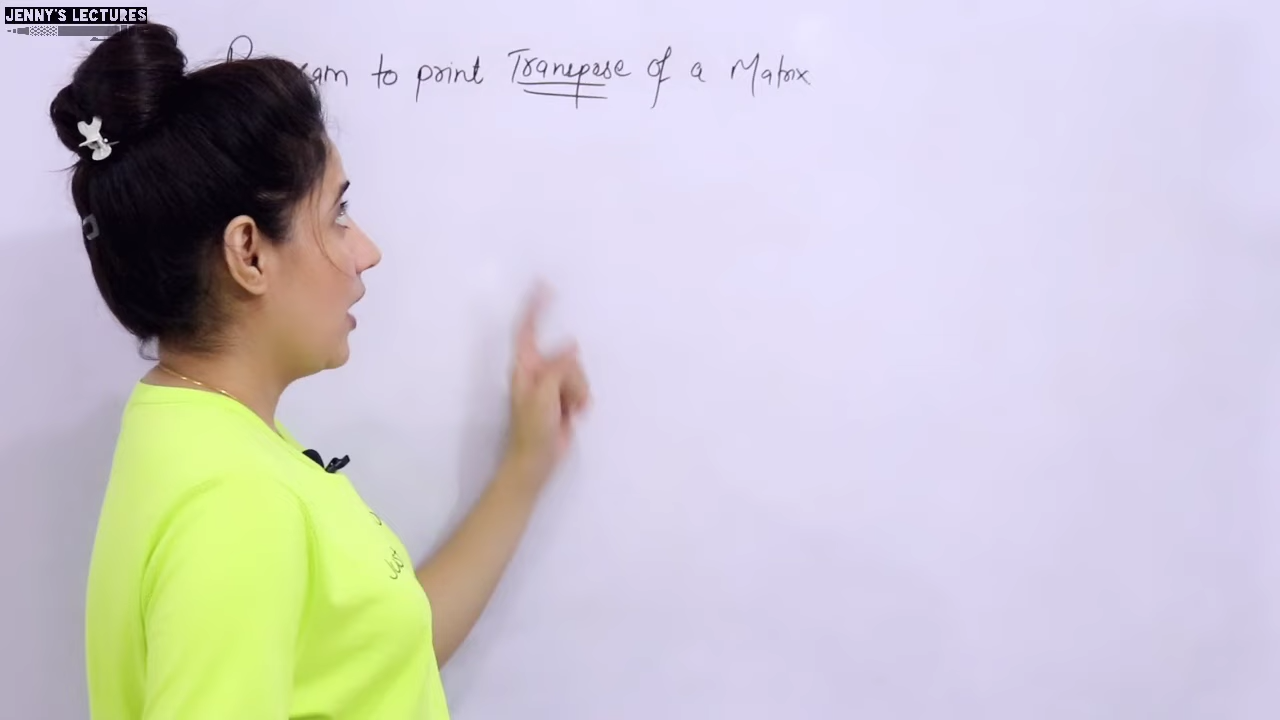 JENNY'S LECTURES
to print Transpose of a Matrix